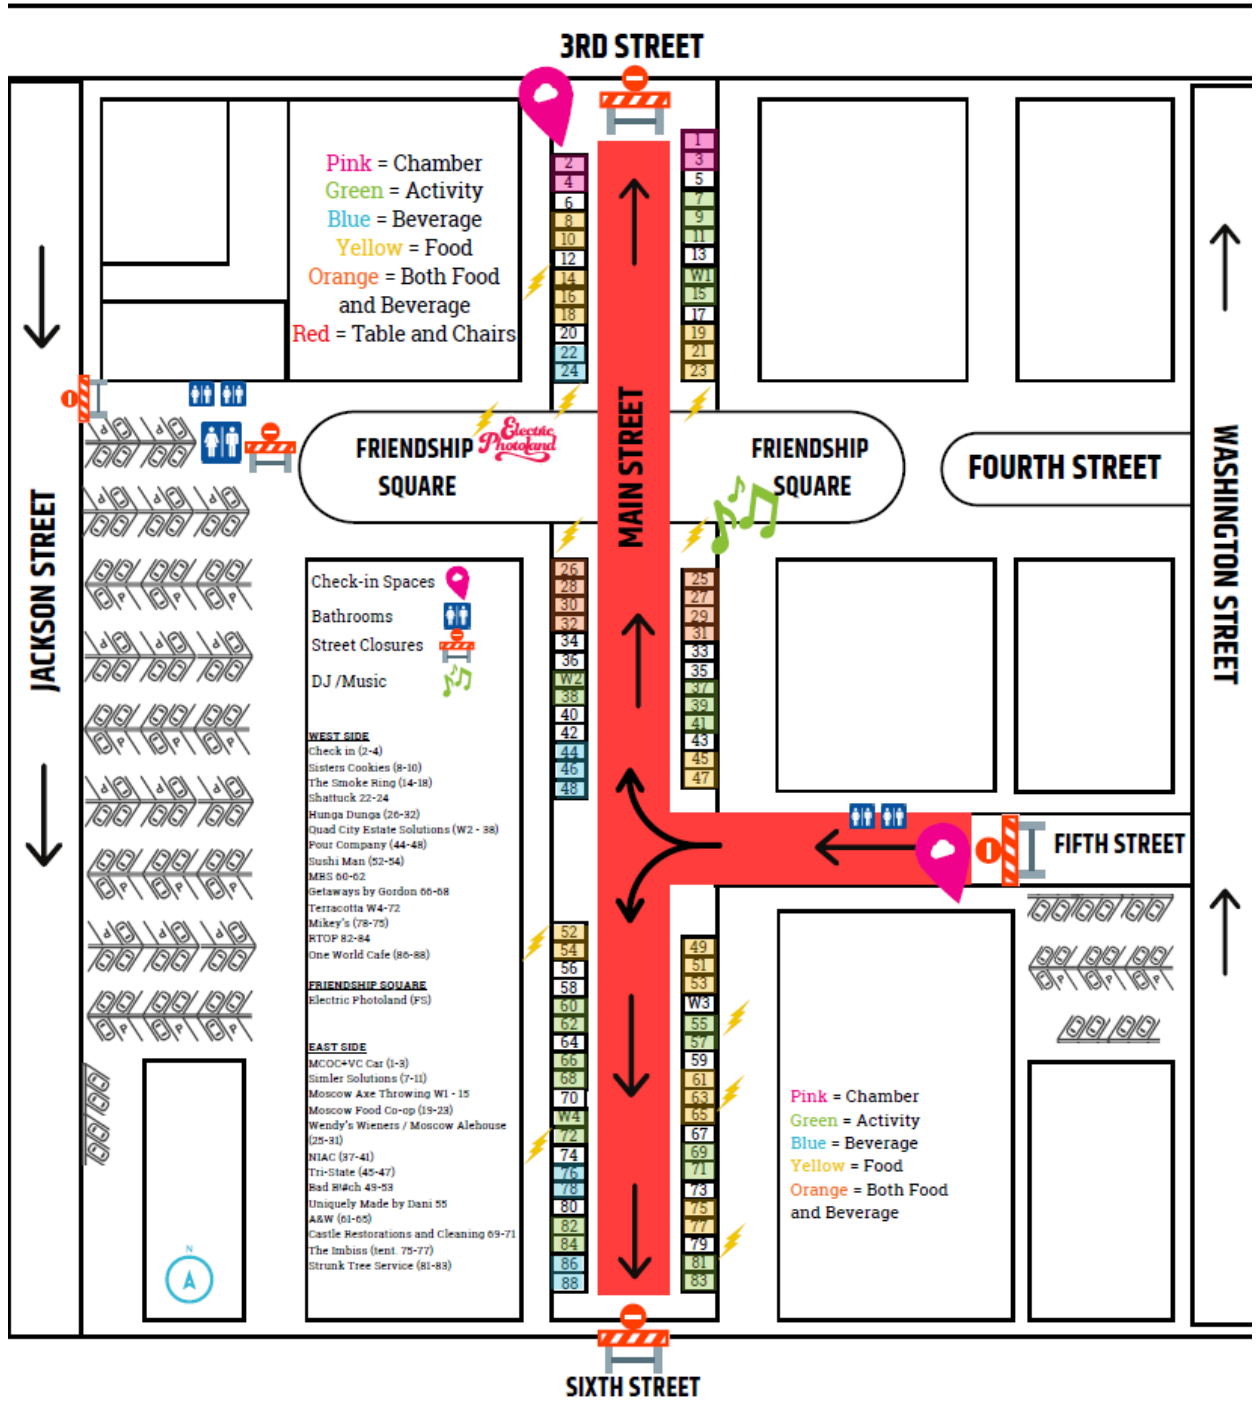 3RD STREET
Pink = Chamber
Green = Activity
Blue = Beverage
Yellow = Food
Orange = Both Food
and Beverage
Red = Table and Chairs
2
4
6
8
10
12
14
16
18
20
22
24
1
3
5
7
9
11
13
W1
15
17
19
21
23
MAIN STREET
JACKSON STREET
WASHINGTON STREET
FRIENDSHIP
SQUARE
Electric
Photoland
FRIENDSHIP
SQUARE
FOURTH STREET
Check-in Spaces
Bathrooms
Street Closures
DJ /Music
WEST SIDE
Check in (2-4)
Sisters Cookies (8-10)
The Smoke Ring (14-18)
Shattuck 22-24
Hunga Dunga (26-32)
Quad City Estate Solutions (W2 - 38)
Pour Company (44-48)
Sushi Man (52-54)
MBS 60-62
Getaways by Gordon 66-68
Terracotta W4-72
Mikey's (78-75)
RTOP 82-84
One World Cafe (86-88)
FRIENDSHIP SQUARE
Electric Photoland (FS)
EAST SIDE
MCOC+VC Car (1-3)
Simler Solutions (7-11)
Moscow Axe Throwing W1 - 15
Moscow Food Co-op (19-23)
Wendy's Wieners / Moscow Alehouse
(25-31)
NIAC (37-41)
Tri-State (45-47)
Bad B!#ch 49-53
Uniquely Made by Dani 55
A&W (61-65)
Castle Restorations and Cleaning 69-71
The Imbiss (tent. 75-77)
Strunk Tree Service (81-83)
26
28
30
32
34
36
W2
38
40
42
44
46
48
25
27
29
31
33
35
37
39
41
43
45
47
FIFTH STREET
52
54
56
58
60
62
64
66
68
70
W4
72
74
76
78
80
82
84
86
88
49
51
53
W3
55
57
59
61
63
65
67
69
71
73
75
77
79
81
83
Pink = Chamber
Green = Activity
Blue = Beverage
Yellow = Food
Orange = Both Food
and Beverage
N
SIXTH STREET